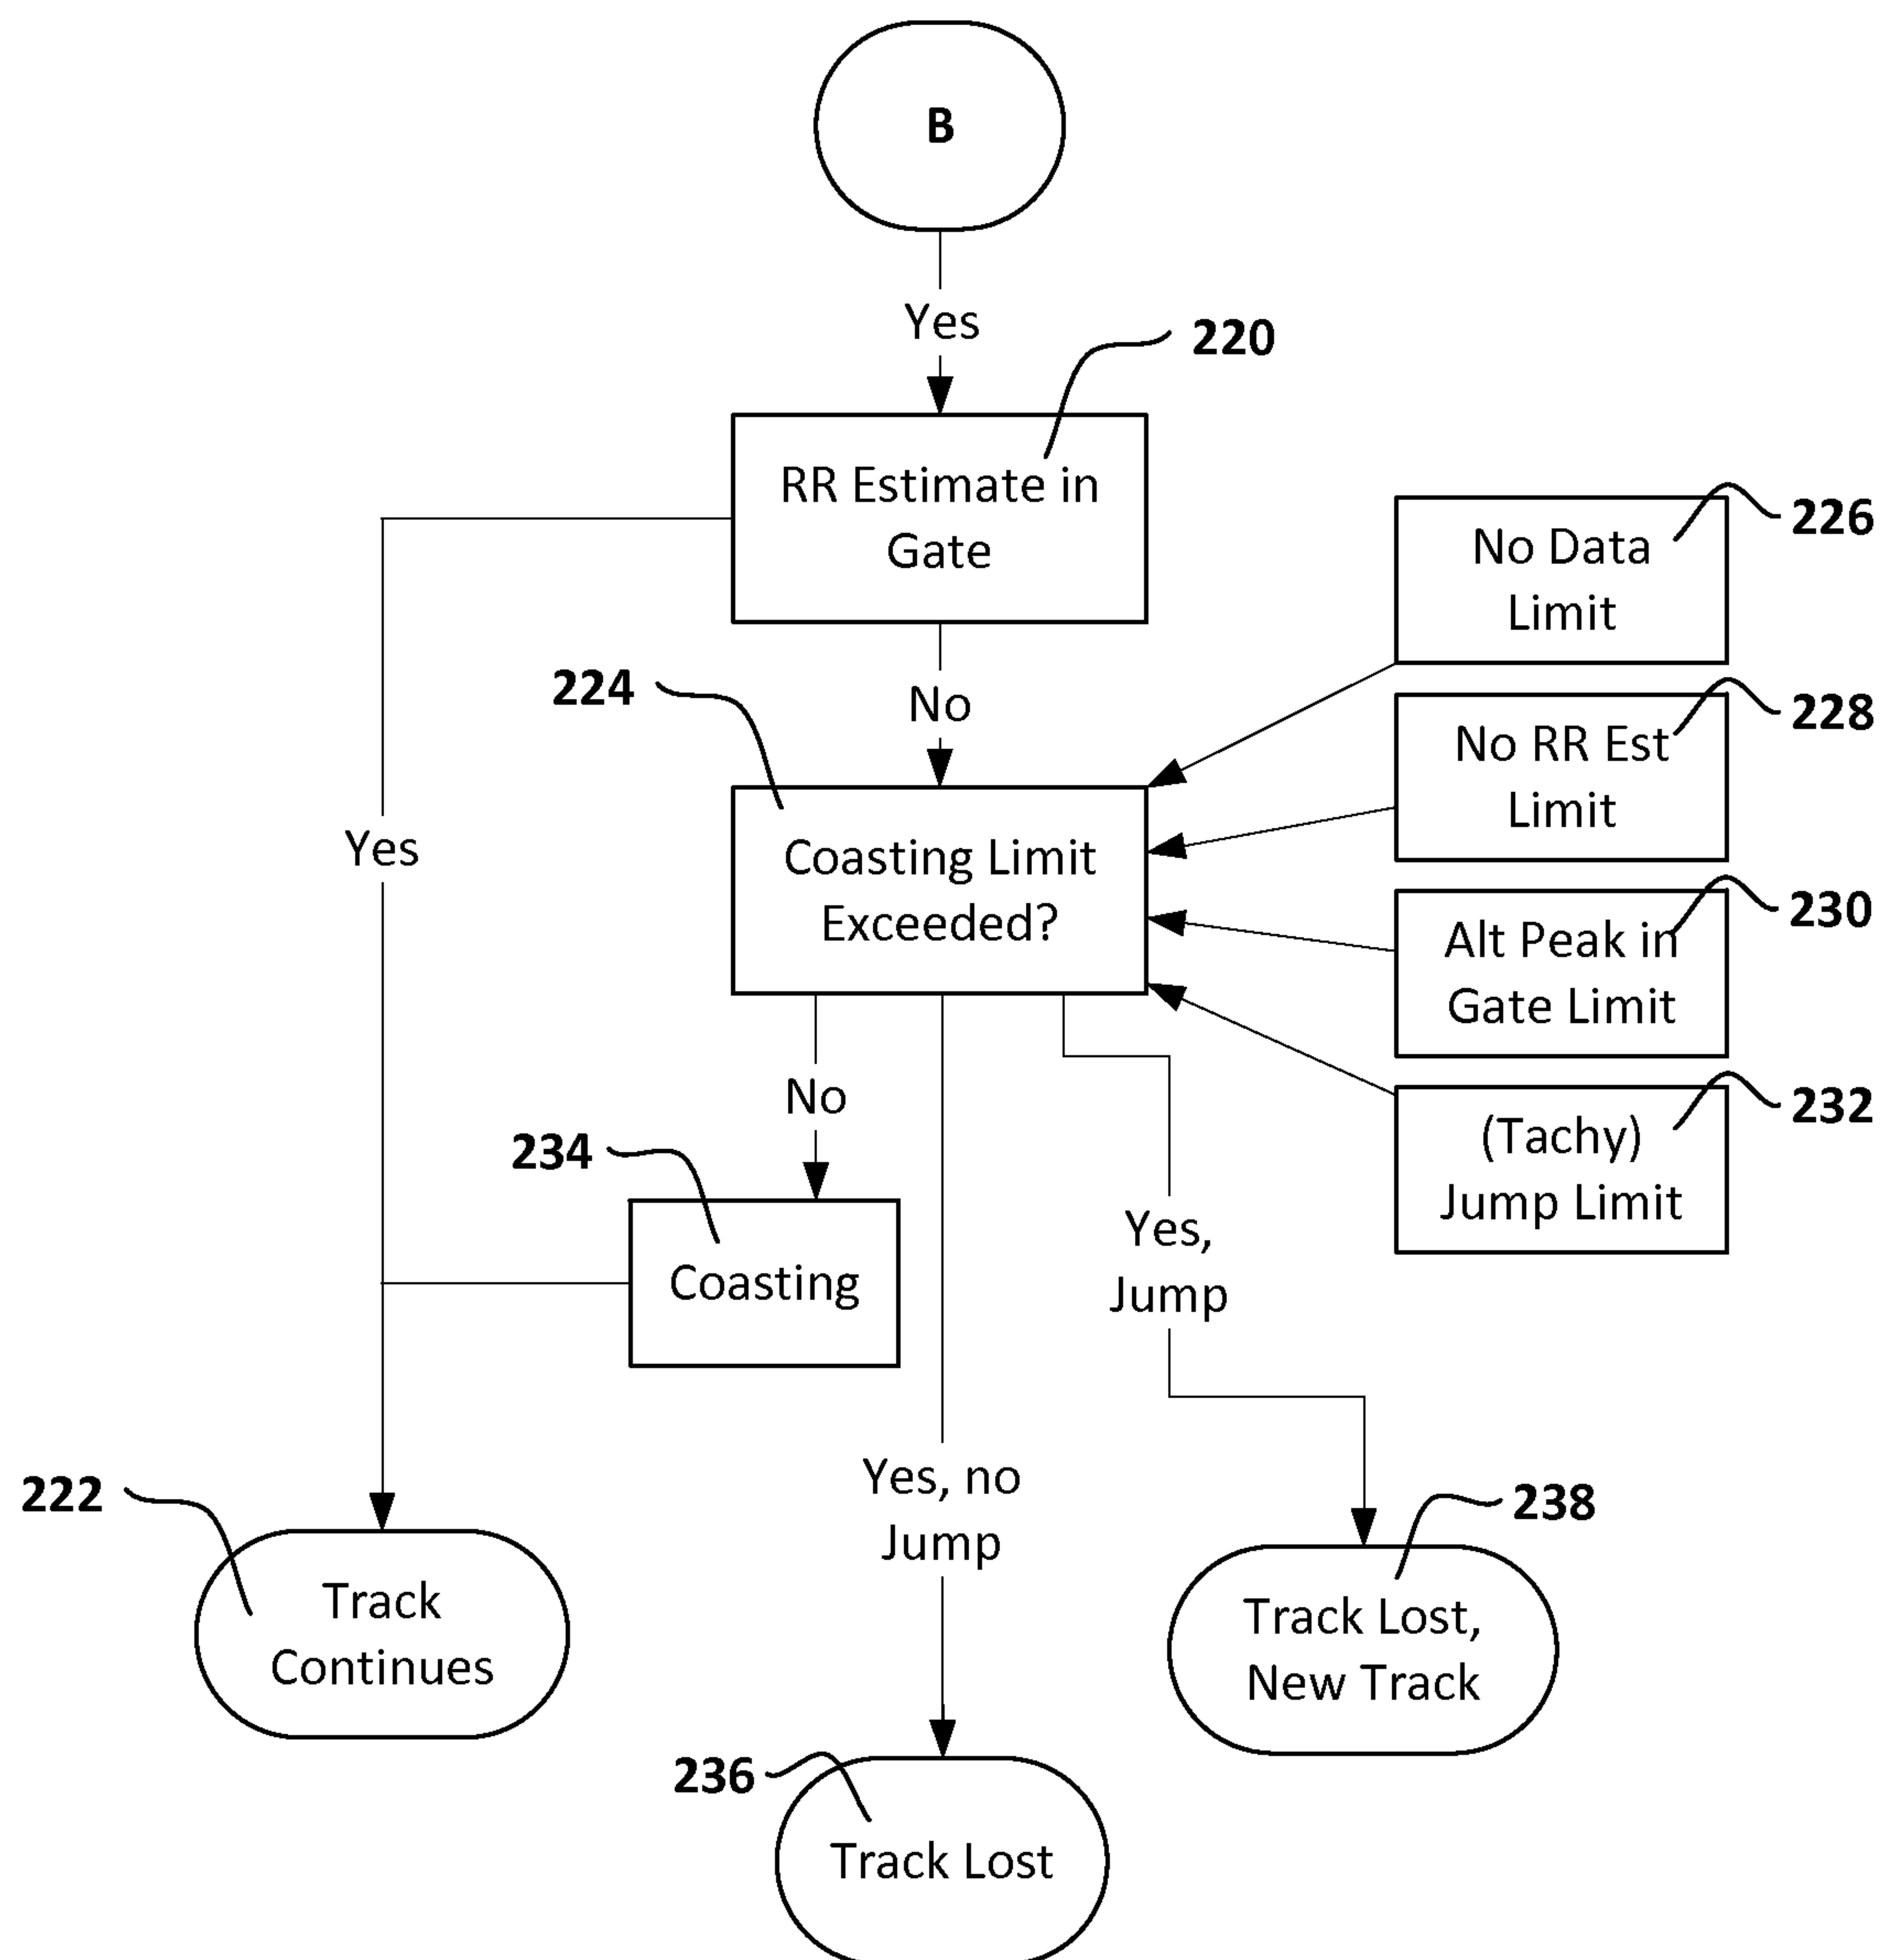 B
Yes
220
RR Estimate in
Gate
226
No Data
Limit
224
No
228
No RR Est
Limit
Yes
Coasting Limit
Exceeded?
230
Alt Peak in
Gate Limit
No
232
(Tachy)
Jump Limit
234
Coasting
Yes,
Jump
222
Yes, no
Jump
238
Track
Continues
Track Lost,
New Track
236
Track Lost